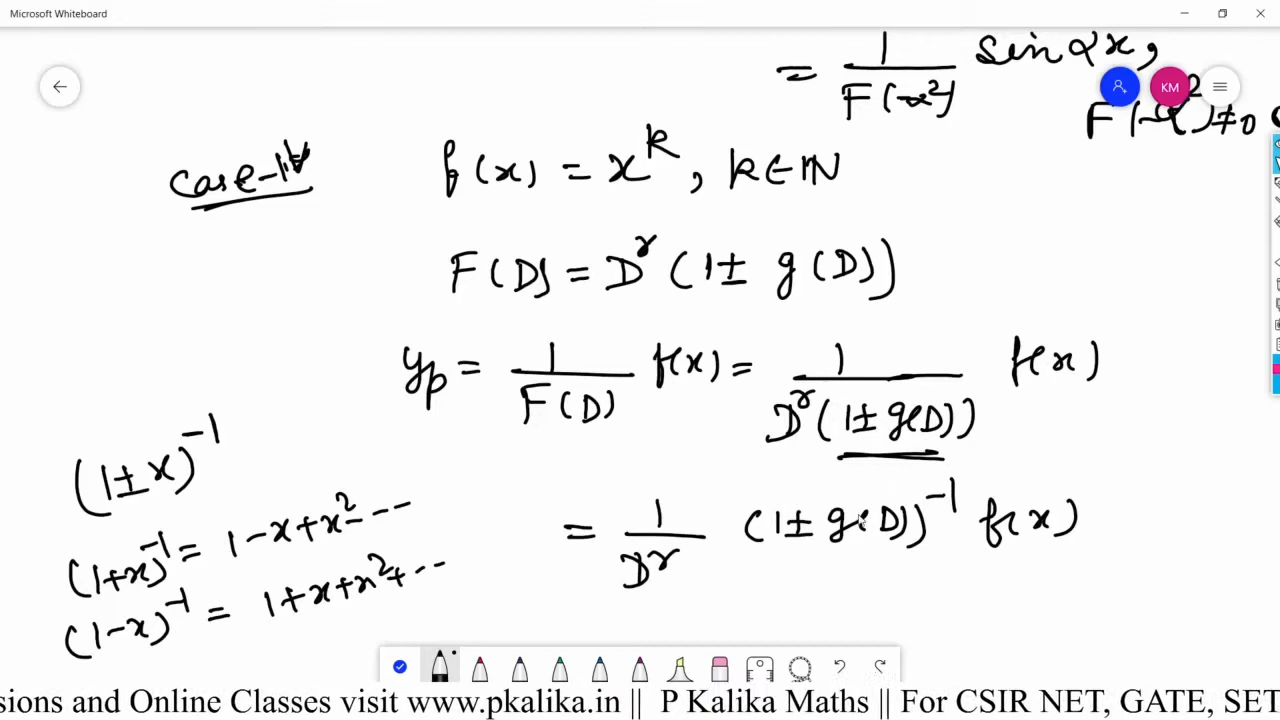 Microsoft Whiteboard
= 1/F(-α²) sin αx,
F(-α²) ≠ 0
KM
Case-IV
f(x) = x^k, k ∈ IN
F(D) = D^r (1 ± g(D))
y_p = 1/F(D) f(x) = 1/(D^r (1 ± g(D))) f(x)
= 1/D^r (1 ± g(D))^-1 f(x)
(1 ± x)^-1
(1+x)^-1 = 1 - x + x² - ...
(1-x)^-1 = 1 + x + x² + ...
sions and Online Classes visit www.pkalika.in || P Kalika Maths || For CSIR NET, GATE, SET